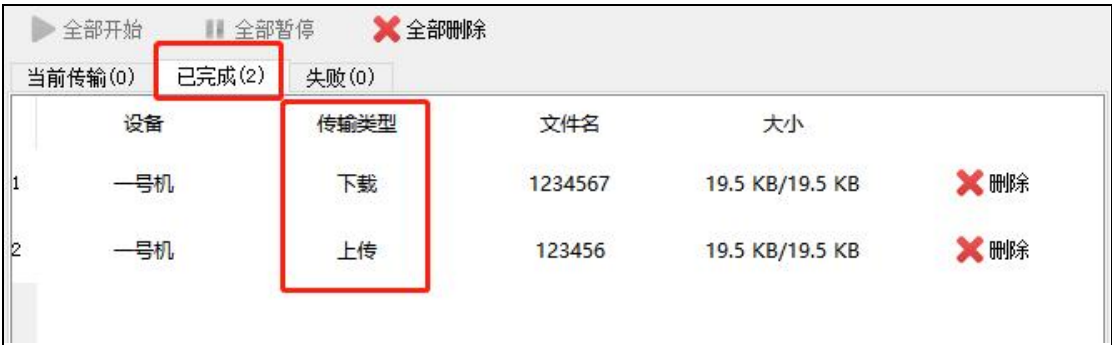 全部开始 全部暂停 全部删除
当前传输(0) 已完成(2) 失败(0)
设备 传输类型 文件名 大小
1 一号机 下载 1234567 19.5 KB/19.5 KB 删除
2 一号机 上传 123456 19.5 KB/19.5 KB 删除